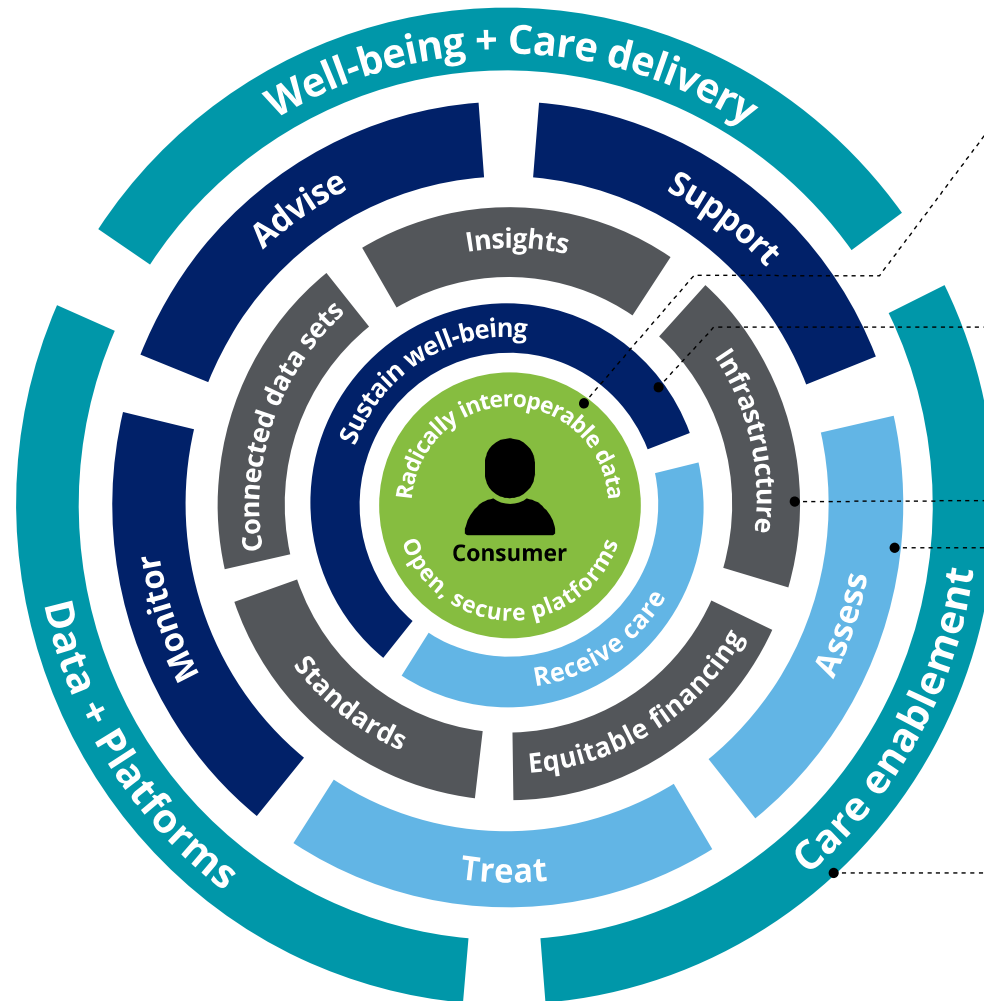 Well-being + Care delivery
Advise
Support
Insights
Connected data sets
Infrastructure
Sustain well-being
Radically interoperable data
Consumer
Open, secure platforms
Receive care
Monitor
Assess
Standards
Equitable financing
Treat
Data + Platforms
Care enablement